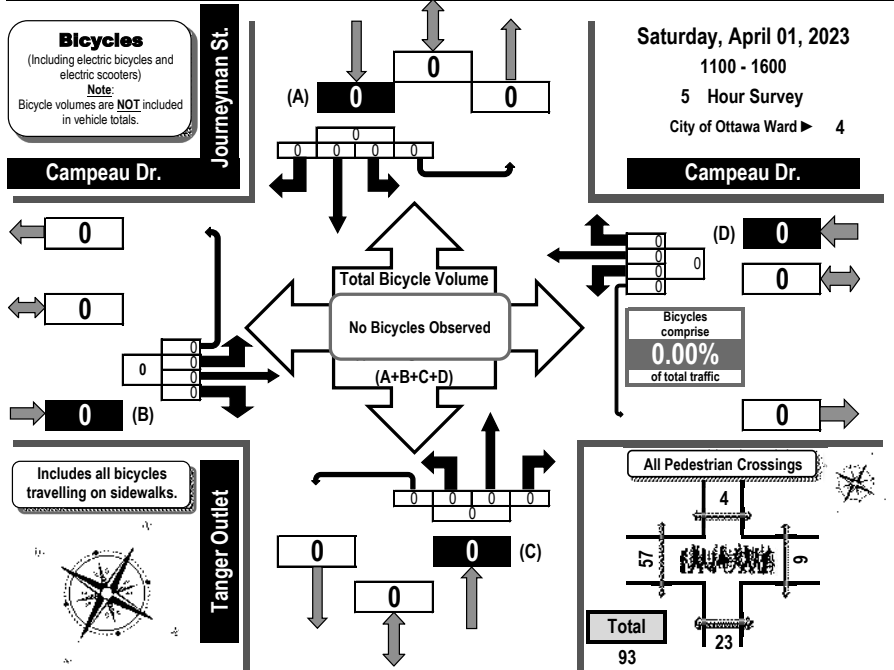 Bicycles
(Including electric bicycles and
electric scooters)
Note:
Bicycle volumes are NOT included
in vehicle totals.
Journeyman St.
Campeau Dr.
(A)
0
0
0
0
0 0 0 0
Saturday, April 01, 2023
1100 - 1600
5 Hour Survey
City of Ottawa Ward ► 4
Campeau Dr.
0
0
0
0
0
0
0
0
(B)
Total Bicycle Volume
No Bicycles Observed
(A+B+C+D)
(D)
0
0
0
0
0
0
0
Bicycles
comprise
0.00%
of total traffic
0
Includes all bicycles
travelling on sidewalks.
Tanger Outlet
0 0 0 0
0
0
0
(C)
0
All Pedestrian Crossings
4
57
9
23
Total
93